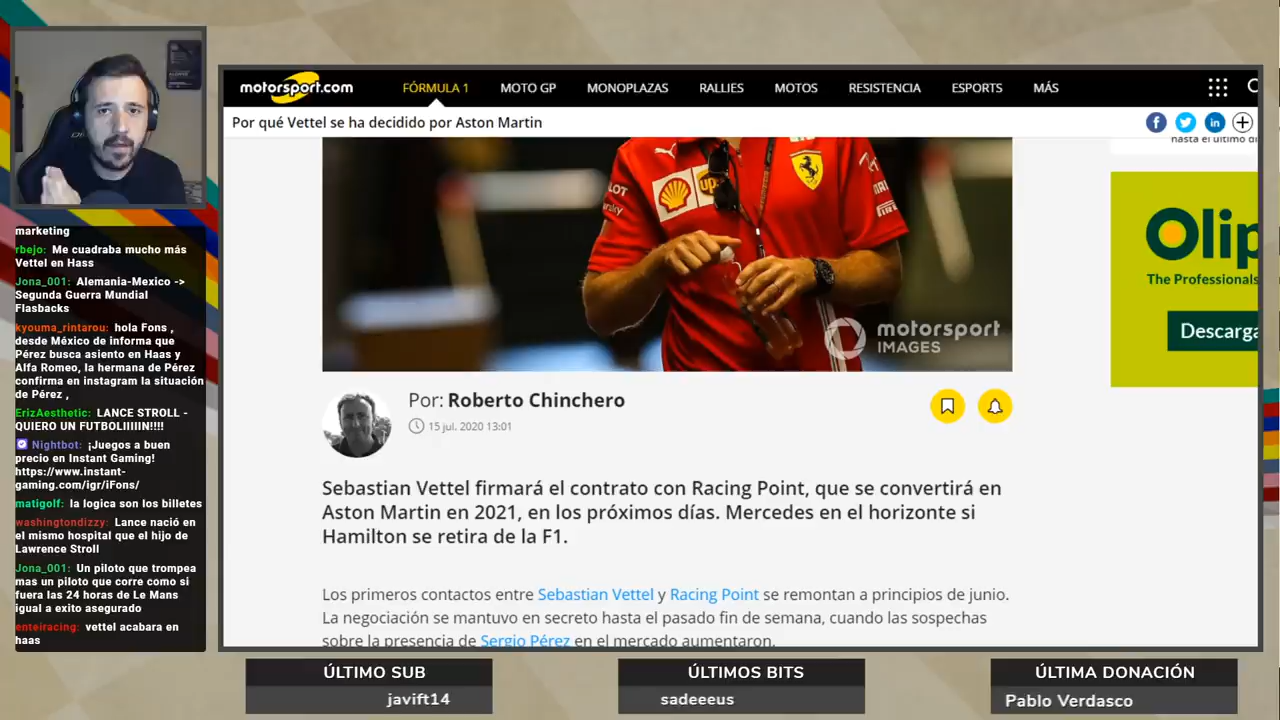 motorsport.com
FÓRMULA 1
MOTO GP
MONOPLAZAS
RALLIES
MOTOS
RESISTENCIA
ESPORTS
MÁS
Por qué Vettel se ha decidido por Aston Martin
hasta el último dí
motorsport
IMAGES
Olip
The Professionals
Descarga
Por: Roberto Chinchero
15 jul. 2020 13:01
Sebastian Vettel firmará el contrato con Racing Point, que se convertirá en
Aston Martin en 2021, en los próximos días. Mercedes en el horizonte si
Hamilton se retira de la F1.
Los primeros contactos entre Sebastian Vettel y Racing Point se remontan a principios de junio.
La negociación se mantuvo en secreto hasta el pasado fin de semana, cuando las sospechas
sobre la presencia de Sergio Pérez en el mercado aumentaron.
marketing
rbejo: Me cuadraba mucho más
Vettel en Hass
Jona_001: Alemania-Mexico ->
Segunda Guerra Mundial
Flasbacks
kyouma_rintarou: hola Fons ,
desde México de informa que
Pérez busca asiento en Haas y
Alfa Romeo, la hermana de Pérez
confirma en instagram la situación
de Pérez ,
ErizAesthetic: LANCE STROLL -
QUIERO UN FUTBOLIIIIIN!!!!
Nightbot: ¡Juegos a buen
precio en Instant Gaming!
https://www.instant-
gaming.com/igr/iFons/
matigolf: la logica son los billetes
washingtondizzy: Lance nació en
el mismo hospital que el hijo de
Lawrence Stroll
Jona_001: Un piloto que trompea
mas un piloto que corre como si
fuera las 24 horas de Le Mans
igual a exito asegurado
enteiracing: vettel acabara en
haas
ÚLTIMO SUB
javift14
ÚLTIMOS BITS
sadeeeus
ÚLTIMA DONACIÓN
Pablo Verdasco